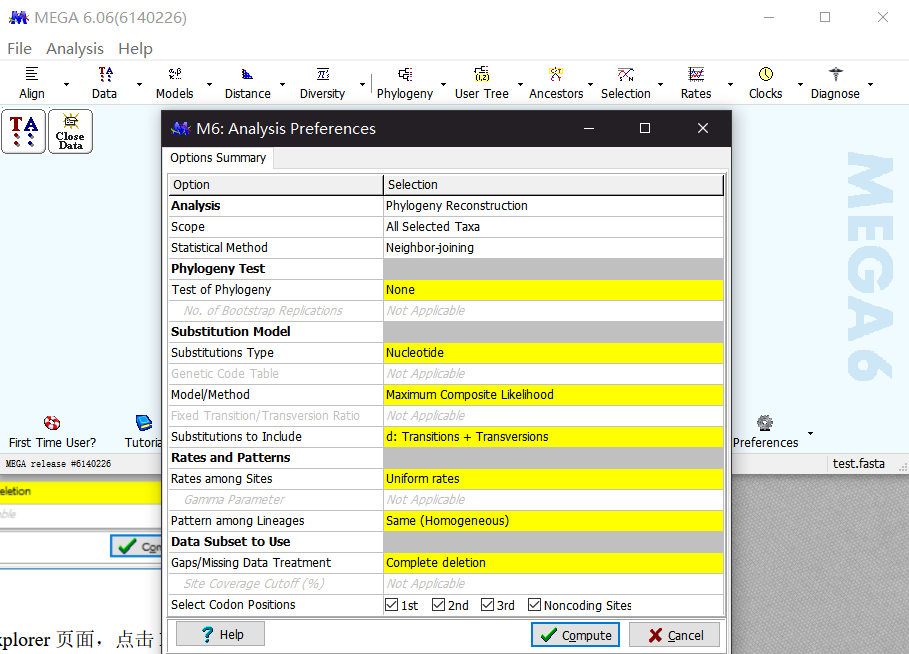 MEGA 6.06(6140226)
File Analysis Help
Align Data Models Distance Diversity Phylogeny User Tree Ancestors Selection Rates Clocks Diagnose
TA
Close Data
M6: Analysis Preferences
Options Summary
Option Selection
Analysis Phylogeny Reconstruction
Scope All Selected Taxa
Statistical Method Neighbor-joining
Phylogeny Test
Test of Phylogeny None
No. of Bootstrap Replications Not Applicable
Substitution Model
Substitutions Type Nucleotide
Genetic Code Table Not Applicable
Model/Method Maximum Composite Likelihood
Fixed Transition/Transversion Ratio Not Applicable
Substitutions to Include d: Transitions + Transversions
Rates and Patterns
Rates among Sites Uniform rates
Gamma Parameter Not Applicable
Pattern among Lineages Same (Homogeneous)
Data Subset to Use
Gaps/Missing Data Treatment Complete deletion
Site Coverage Cutoff (%) Not Applicable
Select Codon Positions 1st 2nd 3rd Noncoding Sites
? Help Compute Cancel
MEGA6
First Time User? Tutoria Preferences
MEGA release #6140226 test.fasta
eletion
ble
Com
xplorer 页面，点击